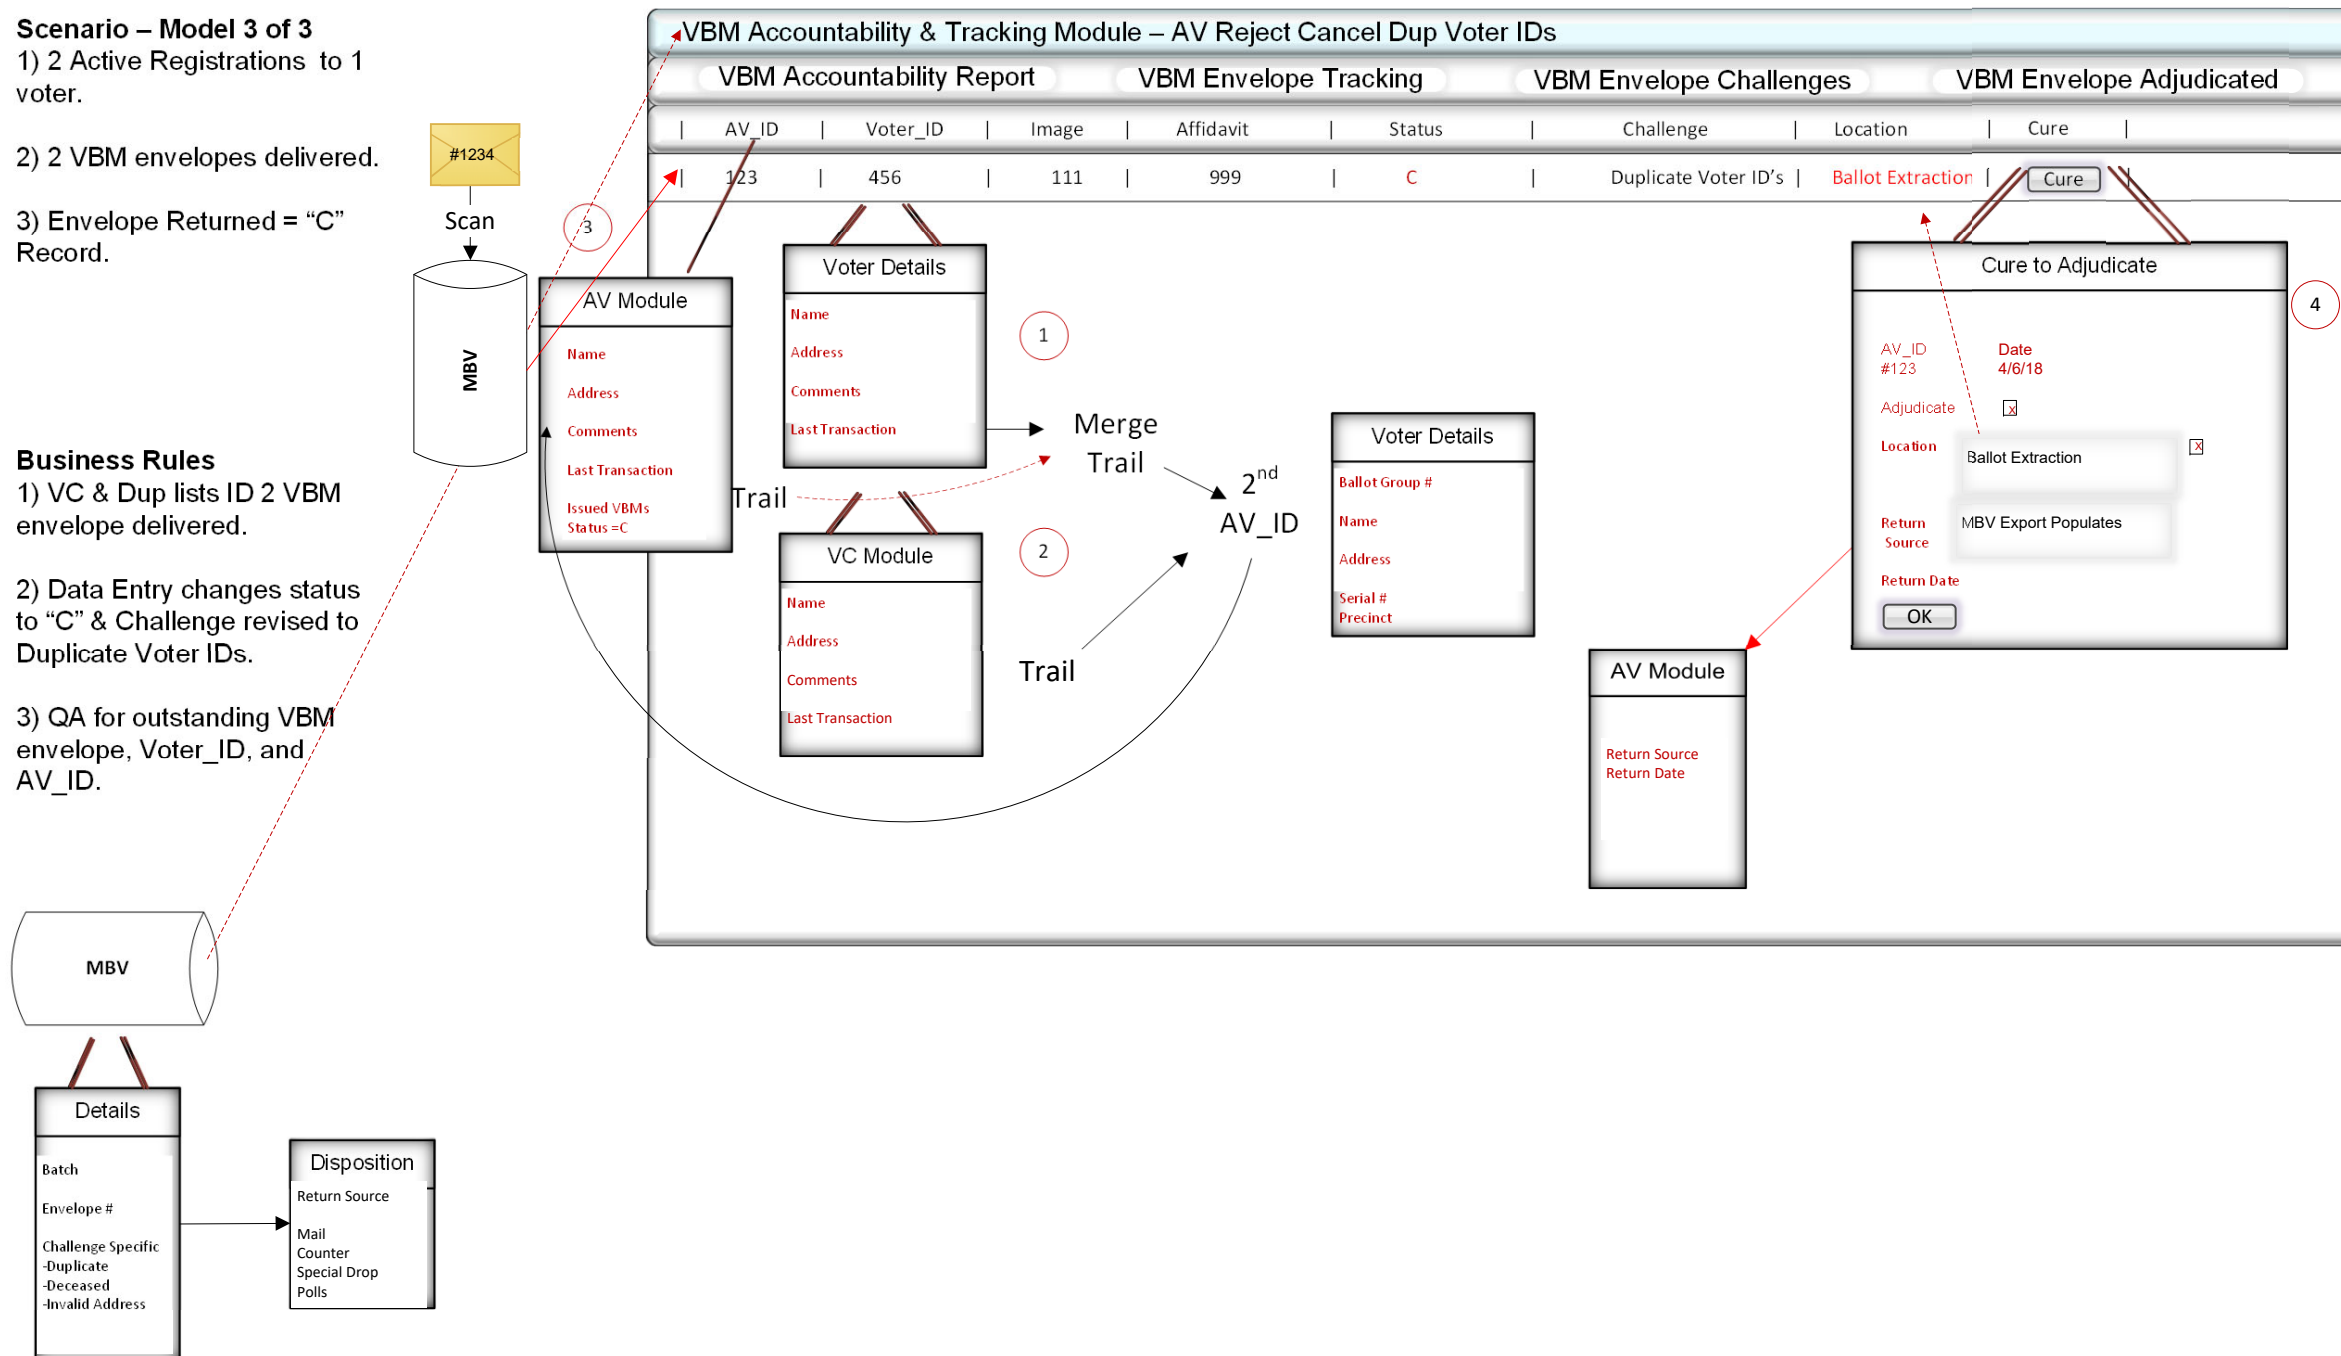 Scenario – Model 3 of 3
1) 2 Active Registrations to 1
voter.
2) 2 VBM envelopes delivered.
3) Envelope Returned = “C”
Record.
Business Rules
1) VC & Dup lists ID 2 VBM
envelope delivered.
2) Data Entry changes status
to “C” & Challenge revised to
Duplicate Voter IDs.
3) QA for outstanding VBM
envelope, Voter_ID, and
AV_ID.
#1234
Scan
MBV
3
VBM Accountability & Tracking Module – AV Reject Cancel Dup Voter IDs
VBM Accountability Report VBM Envelope Tracking VBM Envelope Challenges VBM Envelope Adjudicated
| AV_ID | Voter_ID | Image | Affidavit | Status | Challenge | Location | Cure |
| 123 | 456 | 111 | 999 | C | Duplicate Voter ID’s | Ballot Extraction | Cure |
AV Module
Name
Address
Comments
Last Transaction
Issued VBMs
Status =C
Voter Details
Name
Address
Comments
Last Transaction
1
Trail
Merge
Trail
2nd
AV_ID
VC Module
Name
Address
Comments
Last Transaction
2
Trail
Voter Details
Ballot Group #
Name
Address
Serial #
Precinct
Cure to Adjudicate
AV_ID Date
#123 4/6/18
Adjudicate x
Location Ballot Extraction x
Return MBV Export Populates
Source
Return Date
OK
4
AV Module
Return Source
Return Date
MBV
Details
Batch
Envelope #
Challenge Specific
-Duplicate
-Deceased
-Invalid Address
Disposition
Return Source
Mail
Counter
Special Drop
Polls